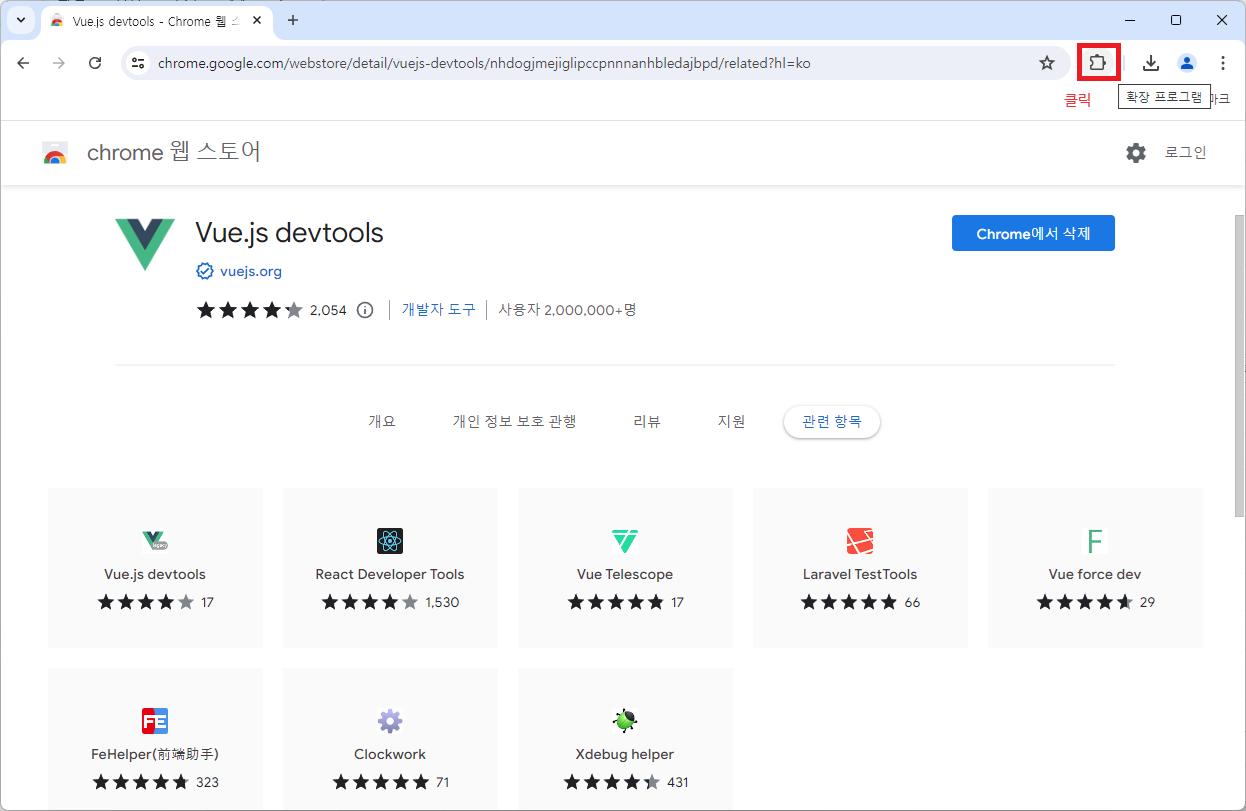 Vue.js devtools - Chrome 웹 스
chrome.google.com/webstore/detail/vuejs-devtools/nhdogjmejiglipccpnnnanhbledajbpd/related?hl=ko
클릭
확장 프로그램
마크
chrome 웹 스토어
로그인
Vue.js devtools
Chrome에서 삭제
vuejs.org
2,054
개발자 도구
사용자 2,000,000+명
개요
개인 정보 보호 관행
리뷰
지원
관련 항목
legacy
Vue.js devtools
17
React Developer Tools
1,530
Vue Telescope
17
Laravel TestTools
66
F
Vue force dev
29
FE
FeHelper(前端助手)
323
Clockwork
71
Xdebug helper
431